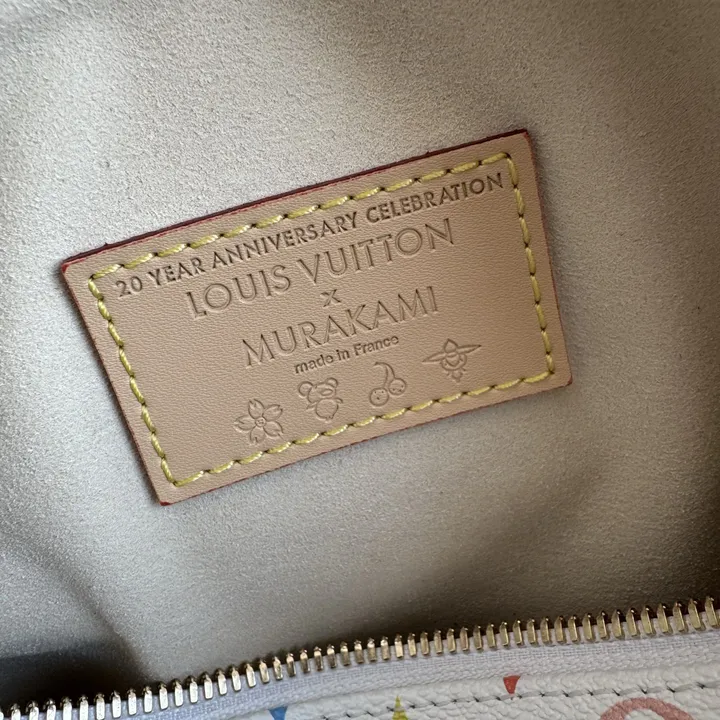 20 YEAR ANNIVERSARY CELEBRATION
LOUIS VUITTON
x
MURAKAMI
made in France